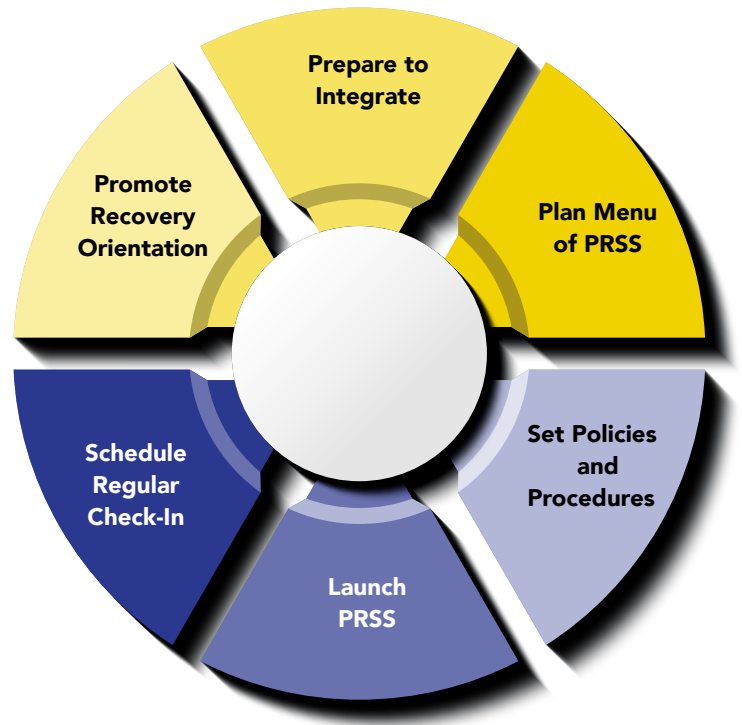 Prepare to
Integrate
Plan Menu
of PRSS
Set Policies
and
Procedures
Launch
PRSS
Schedule
Regular
Check-In
Promote
Recovery
Orientation